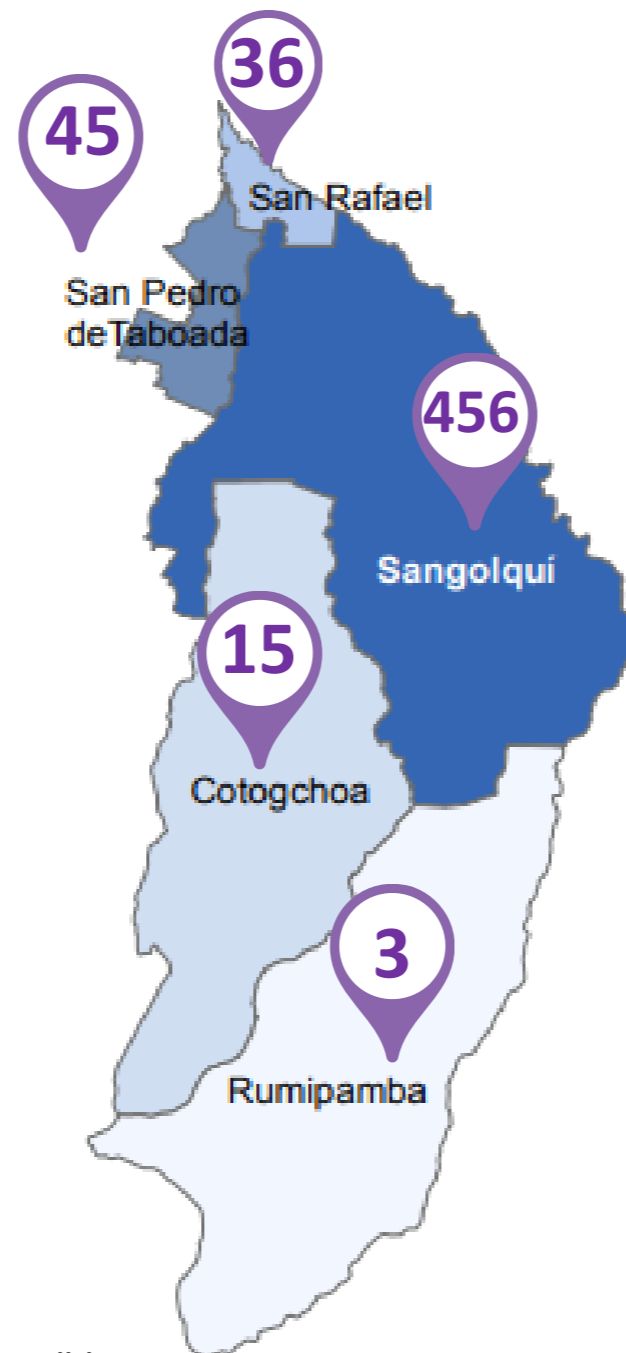 36
45
San Rafael
San Pedro
deTaboada
456
Sangolquí
15
Cotogchoa
3
Rumipamba